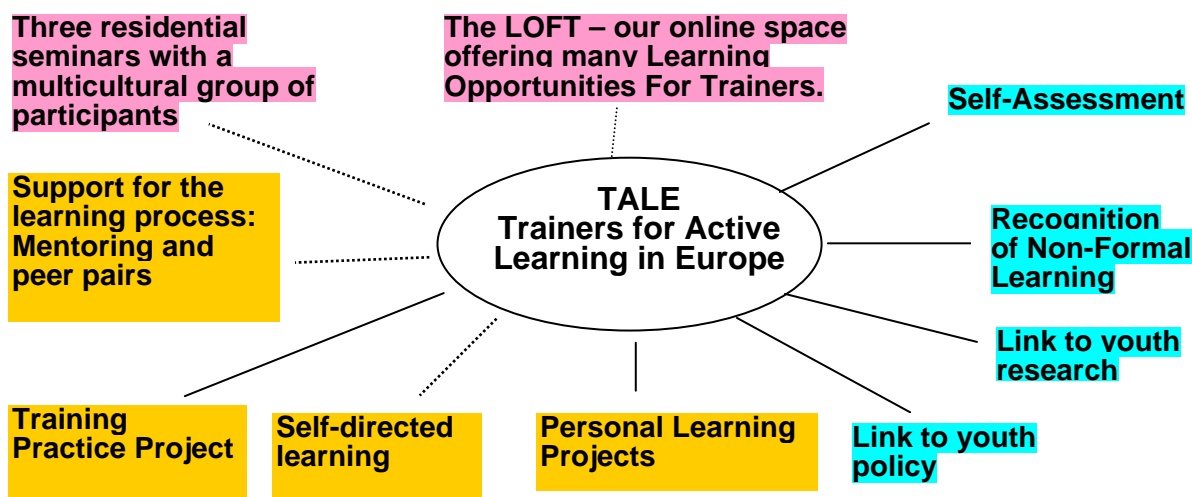 Three residential
seminars with a
multicultural group of
participants
The LOFT – our online space
offering many Learning
Opportunities For Trainers.
Self-Assessment
Support for the
learning process:
Mentoring and
peer pairs
TALE
Trainers for Active
Learning in Europe
Recognition
of Non-Formal
Learning
Link to youth
research
Training
Practice Project
Self-directed
learning
Personal Learning
Projects
Link to youth
policy